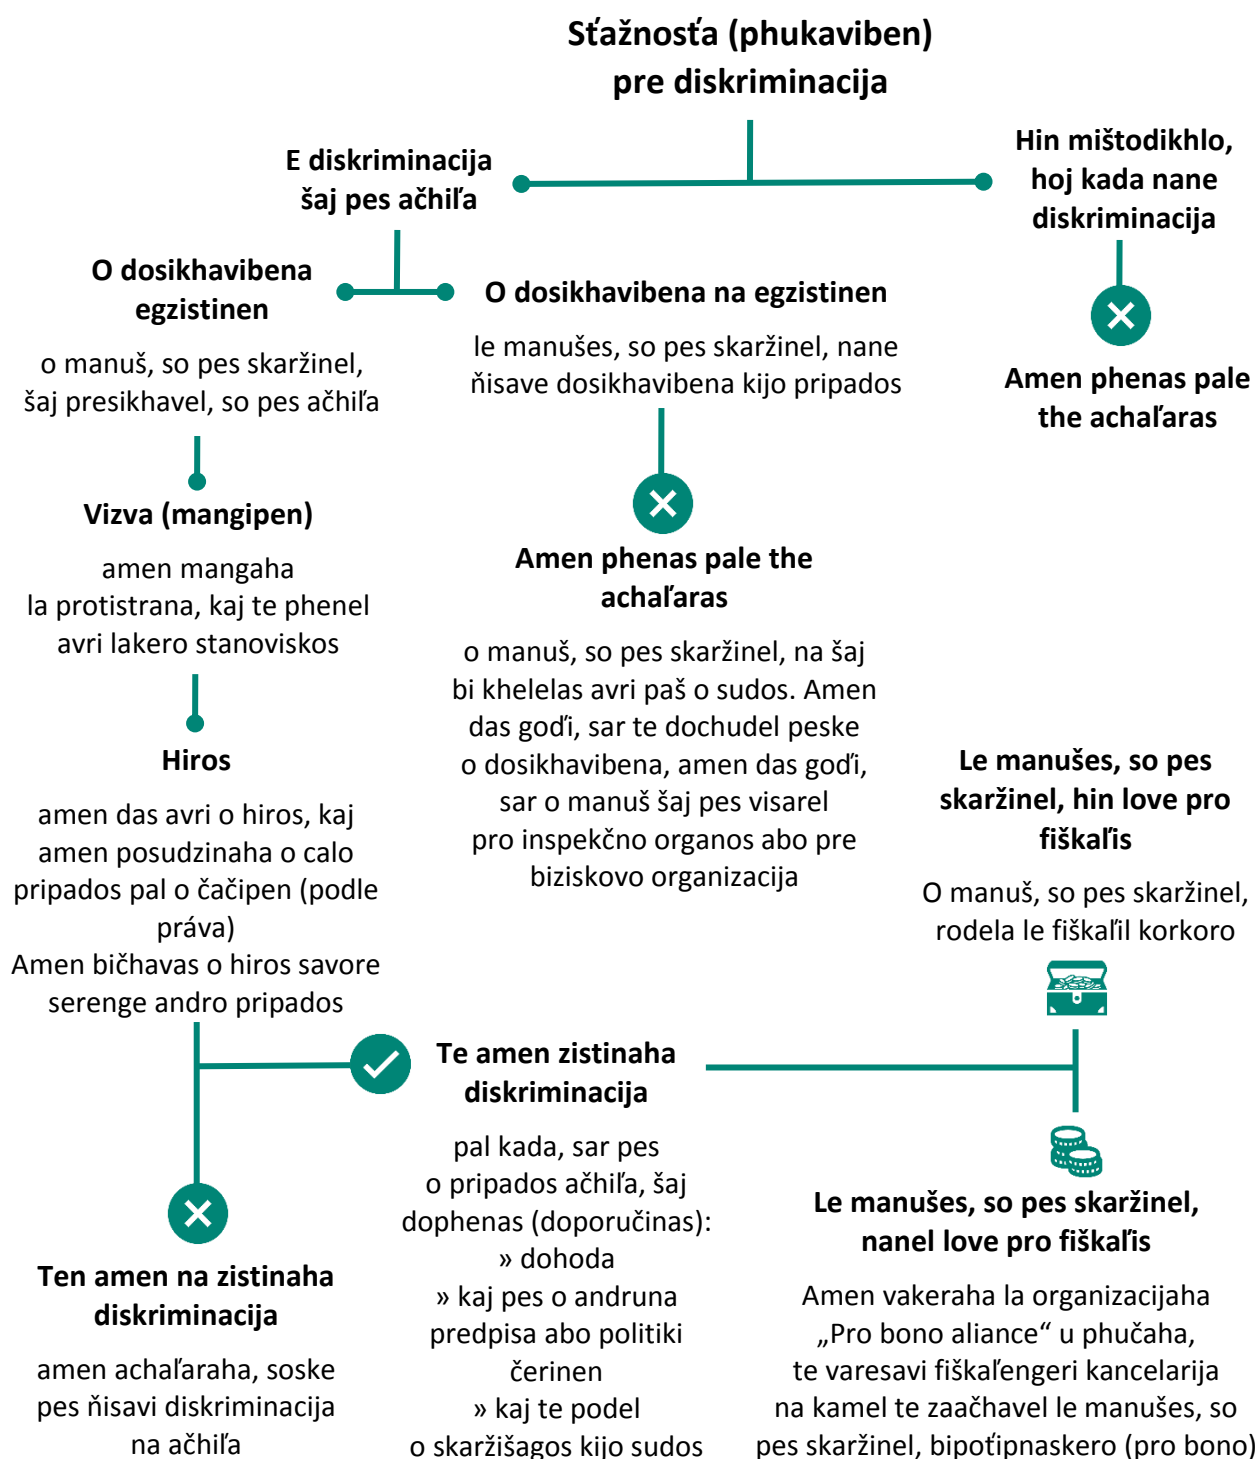 Sťažnosťa (phukaviben)
pre diskriminacija
E diskriminacija
šaj pes ačhiľa
Hin mištodikhlo,
hoj kada nane
diskriminacija
O dosikhavibena
egzistinen
o manuš, so pes skaržinel,
šaj presikhavel, so pes ačhiľa
O dosikhavibena na egzistinen
le manušes, so pes skaržinel, nane
ňisave dosikhavibena kijo pripados
Amen phenas pale
the achaľaras
Vizva (mangipen)
amen mangaha
la protistrana, kaj te phenel
avri lakero stanoviskos
Amen phenas pale the
achaľaras
o manuš, so pes skaržinel, na šaj
bi khelelas avri paš o sudos. Amen
das goďi, sar te dochudel peske
o dosikhavibena, amen das goďi,
sar o manuš šaj pes visarel
pro inspekčno organos abo pre
biziskovo organizacija
Hiros
amen das avri o hiros, kaj
amen posudzinaha o calo
pripados pal o čačipen (podle
práva)
Amen bičhavas o hiros savore
serenge andro pripados
Le manušes, so pes
skaržinel, hin love pro
fiškaľis
O manuš, so pes skaržinel,
rodela le fiškaľil korkoro
Te amen zistinaha
diskriminacija
pal kada, sar pes
o pripados ačhiľa, šaj
dophenas (doporučinas):
» dohoda
» kaj pes o andruna
predpisa abo politiki
čerinen
» kaj te podel
o skaržišagos kijo sudos
Ten amen na zistinaha
diskriminacija
amen achaľaraha, soske
pes ňisavi diskriminacija
na ačhiľa
Le manušes, so pes skaržinel,
nanel love pro fiškaľis
Amen vakeraha la organizacijaha
„Pro bono aliance“ u phučaha,
te varesavi fiškaľengeri kancelarija
na kamel te zaačhavel le manušes, so
pes skaržinel, bipoťipnaskero (pro bono)